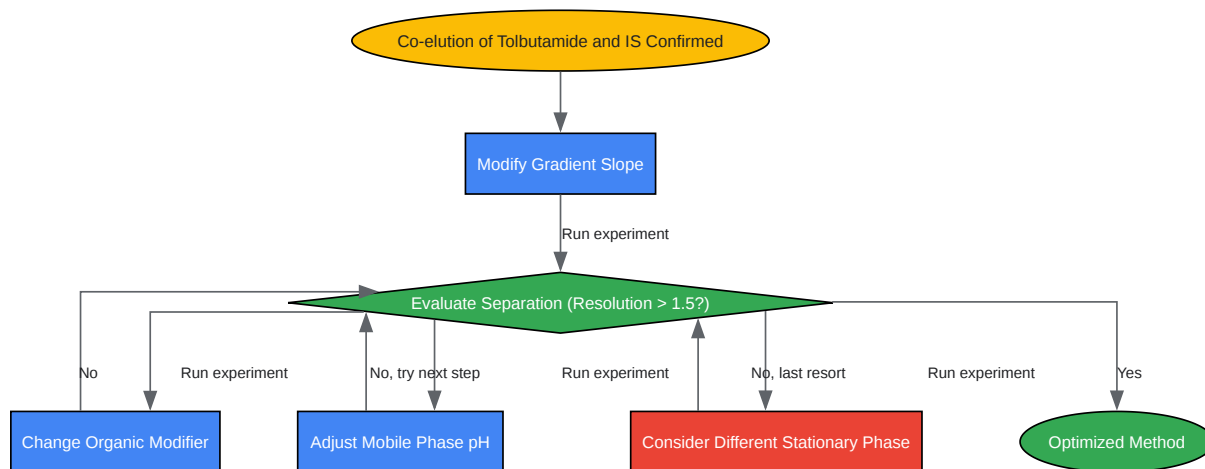 Co-elution of Tolbutamide and IS Confirmed
Modify Gradient Slope
Run experiment
Evaluate Separation (Resolution > 1.5?)
No
Run experiment
No, try next step
Run experiment
No, last resort
Run experiment
Yes
Change Organic Modifier
Adjust Mobile Phase pH
Consider Different Stationary Phase
Optimized Method